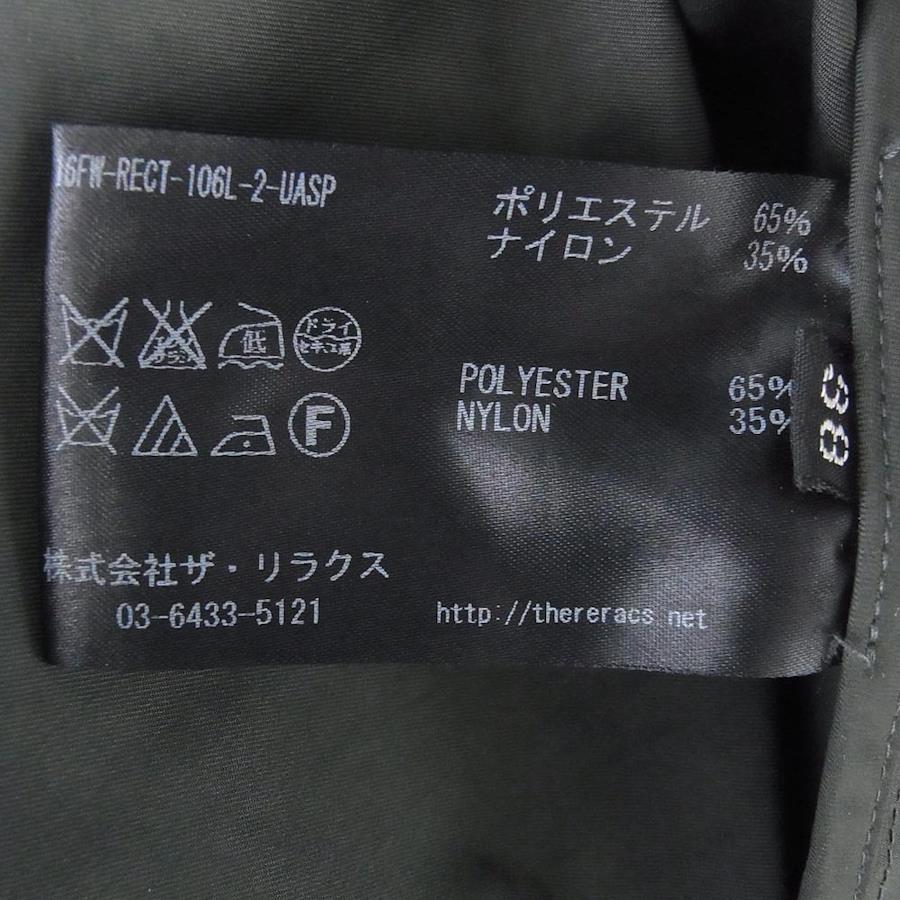 16FW-RECT-106L-2-UASP
ポリエステル 65%
ナイロン 35%
低
ドライ
POLYESTER 65%
NYLON 35%
F
株式会社ザ・リラクス
03-6433-5121
http://thereracs.net
38